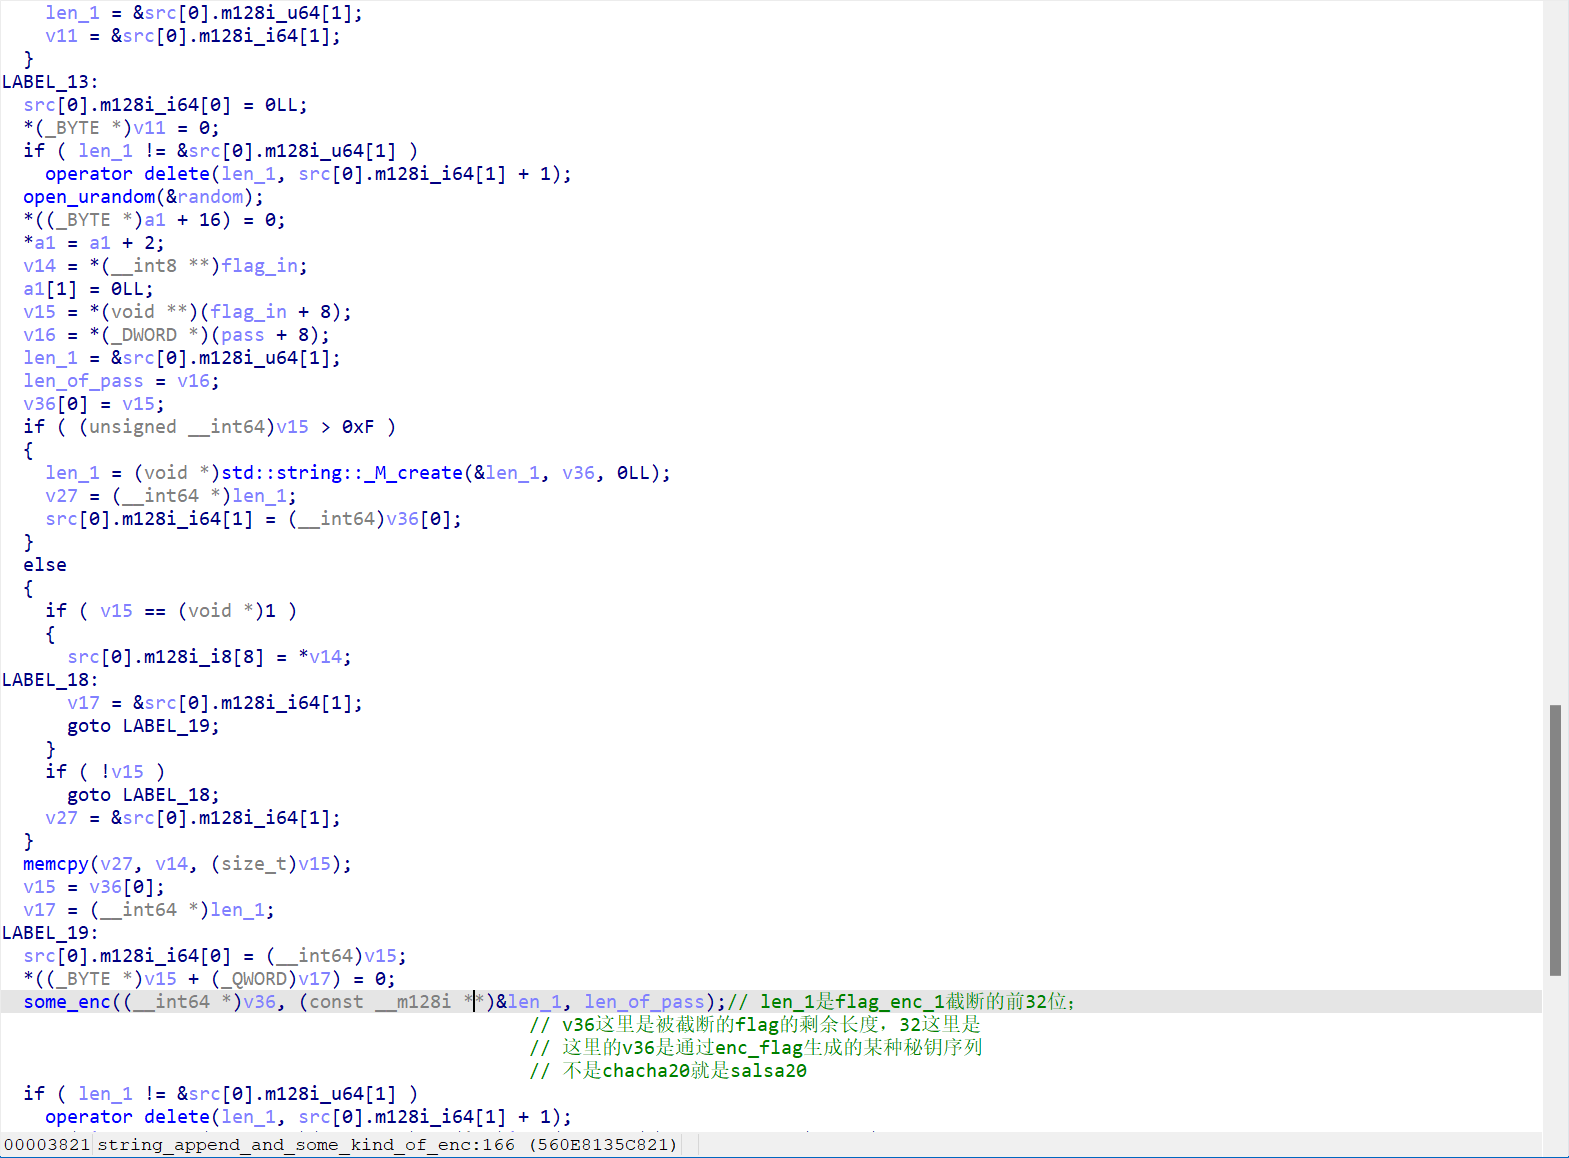 len_1 = &src[0].m128i_u64[1];
v11 = &src[0].m128i_i64[1];
}
LABEL_13:
src[0].m128i_i64[0] = 0LL;
*(_BYTE *)v11 = 0;
if ( len_1 != &src[0].m128i_u64[1] )
operator delete(len_1, src[0].m128i_i64[1] + 1);
open_urandom(&random);
*((_BYTE *)a1 + 16) = 0;
*a1 = a1 + 2;
v14 = *(__int8 **)flag_in;
a1[1] = 0LL;
v15 = *(void **)(flag_in + 8);
v16 = *(_DWORD *)(pass + 8);
len_1 = &src[0].m128i_u64[1];
len_of_pass = v16;
v36[0] = v15;
if ( (unsigned __int64)v15 > 0xF )
{
len_1 = (void *)std::string::_M_create(&len_1, v36, 0LL);
v27 = (__int64 *)len_1;
src[0].m128i_i64[1] = (__int64)v36[0];
}
else
{
if ( v15 == (void *)1 )
{
src[0].m128i_i8[8] = *v14;
LABEL_18:
v17 = &src[0].m128i_i64[1];
goto LABEL_19;
}
if ( !v15 )
goto LABEL_18;
v27 = &src[0].m128i_i64[1];
}
memcpy(v27, v14, (size_t)v15);
v15 = v36[0];
v17 = (__int64 *)len_1;
LABEL_19:
src[0].m128i_i64[0] = (__int64)v15;
*((_BYTE *)v15 + (_QWORD)v17) = 0;
some_enc((__int64 *)v36, (const __m128i **)&len_1, len_of_pass);// len_1是flag_enc_1截断的前32位;
// v36这里是被截断的flag的剩余长度，32这里是
// 这里的v36是通过enc_flag生成的某种秘钥序列
// 不是chacha20就是salsa20
if ( len_1 != &src[0].m128i_u64[1] )
operator delete(len_1, src[0].m128i_i64[1] + 1);
00003821 string_append_and_some_kind_of_enc:166 (560E8135C821)